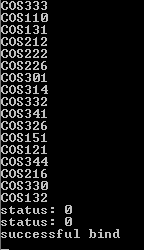 COS333
COS110
COS131
COS212
COS222
COS226
COS301
COS314
COS332
COS341
COS326
COS151
COS121
COS344
COS216
COS330
COS132
status: 0
status: 0
successful bind